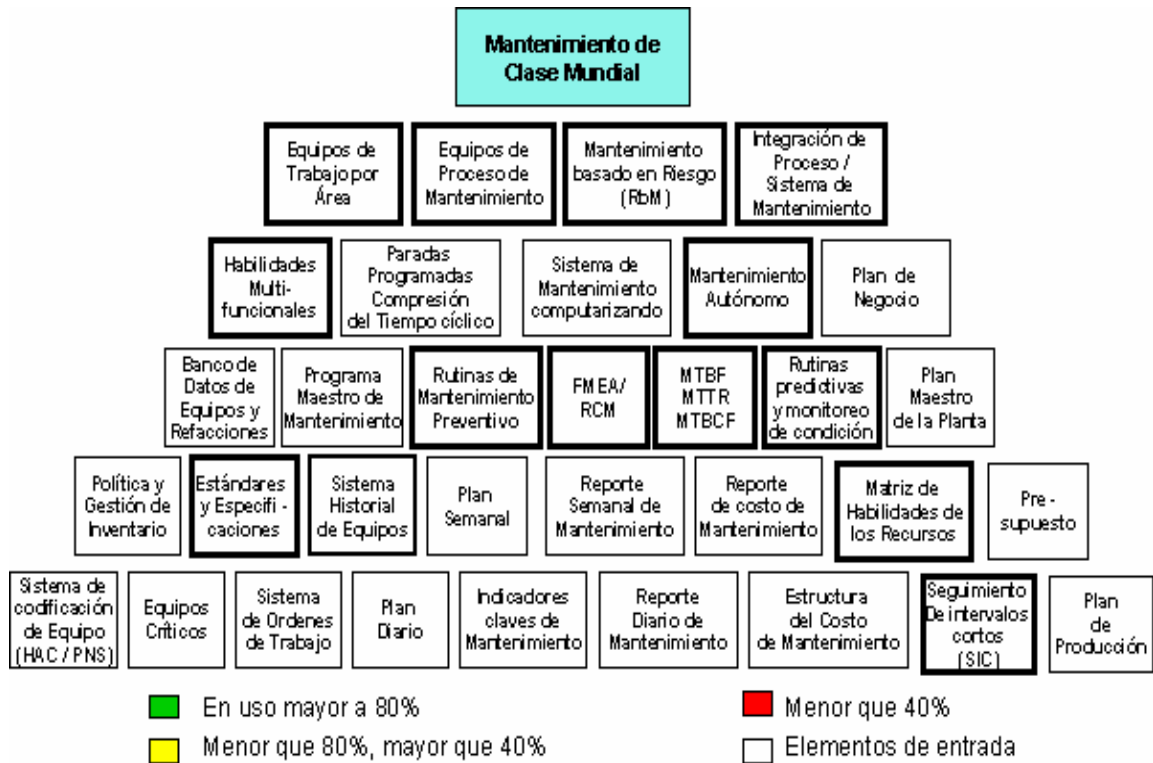 Mantenimiento de
Clase Mundial
Equipos de
Trabajo por
Área
Equipos de
Proceso de
Mantenimiento
Mantenimiento
basado en Riesgo
(RbM)
Integración de
Proceso /
Sistema de
Mantenimiento
Habilidades
Multi-
funcionales
Paradas
Programadas
Compresión
del Tiempo cíclico
Sistema de
Mantenimiento
computarizando
Mantenimiento
Autónomo
Plan de
Negocio
Banco de
Datos de
Equipos y
Refacciones
Programa
Maestro de
Mantenimiento
Rutinas de
Mantenimiento
Preventivo
FMEA/
RCM
MTBF
MTTR
MTBCF
Rutinas
predictivas
y monitoreo
de condición
Plan
Maestro
de la Planta
Política y
Gestión de
Inventario
Estándares
y Especifi -
caciones
Sistema
Historial
de Equipos
Plan
Semanal
Reporte
Semanal de
Mantenimiento
Reporte
de costo de
Mantenimiento
Matriz de
Habilidades de
los Recursos
Pre -
supuesto
Sistema de
codificación
de Equipo
(HAC / PNS)
Equipos
Críticos
Sistema
de Ordenes
de Trabajo
Plan
Diario
Indicadores
claves de
Mantenimiento
Reporte
Diario de
Mantenimiento
Estructura
del Costo
de Mantenimiento
Seguimiento
De intervalos
cortos
(SIC)
Plan
de
Producción
En uso mayor a 80%
Menor que 40%
Menor que 80%, mayor que 40%
Elementos de entrada